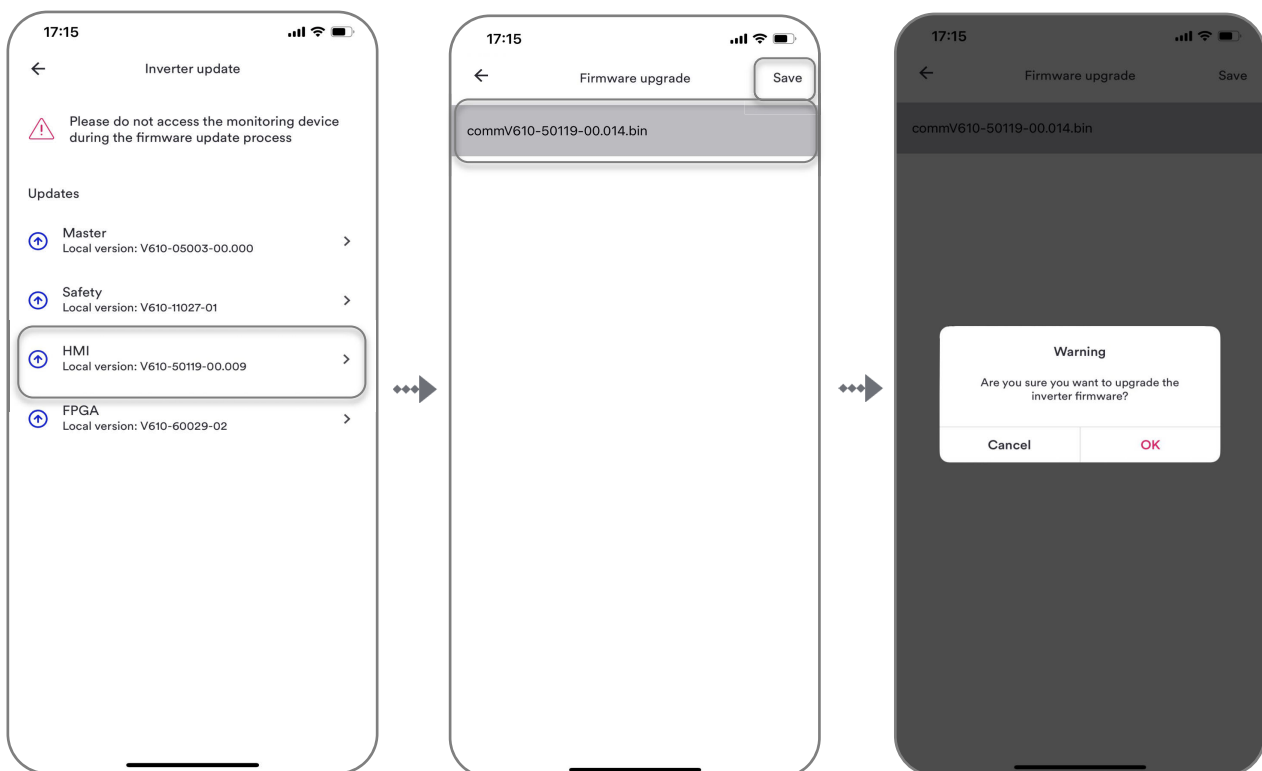 17:15
Inverter update
Please do not access the monitoring device
during the firmware update process
Updates
Master
Local version: V610-05003-00.000
Safety
Local version: V610-11027-01
HMI
Local version: V610-50119-00.009
FPGA
Local version: V610-60029-02
17:15
Firmware upgrade
Save
commV610-50119-00.014.bin
17:15
Firmware upgrade
Save
commV610-50119-00.014.bin
Warning
Are you sure you want to upgrade the
inverter firmware?
Cancel
OK